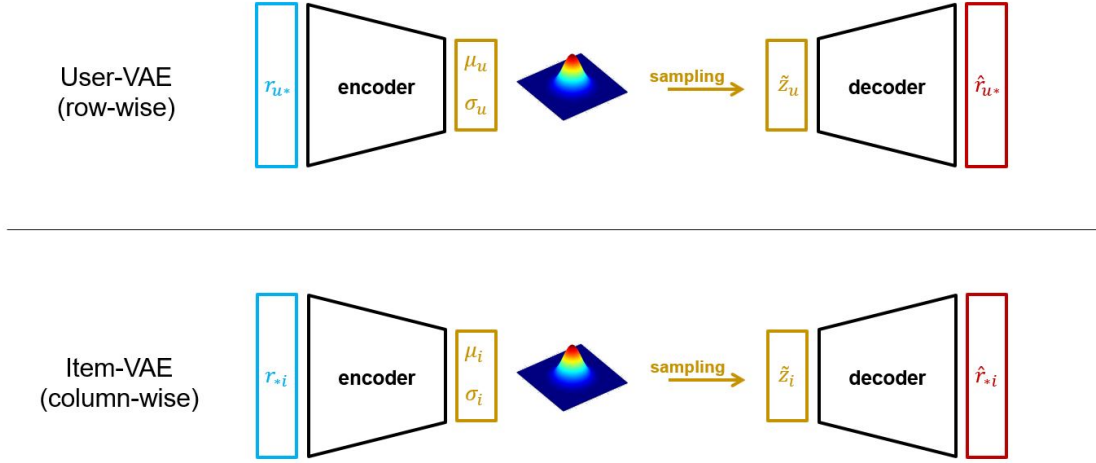 User-VAE
(row-wise)
r_{u*}
encoder
μ_u
σ_u
sampling
z̃_u
decoder
r̂_{u*}
Item-VAE
(column-wise)
r_{*i}
encoder
μ_i
σ_i
sampling
z̃_i
decoder
r̂_{*i}